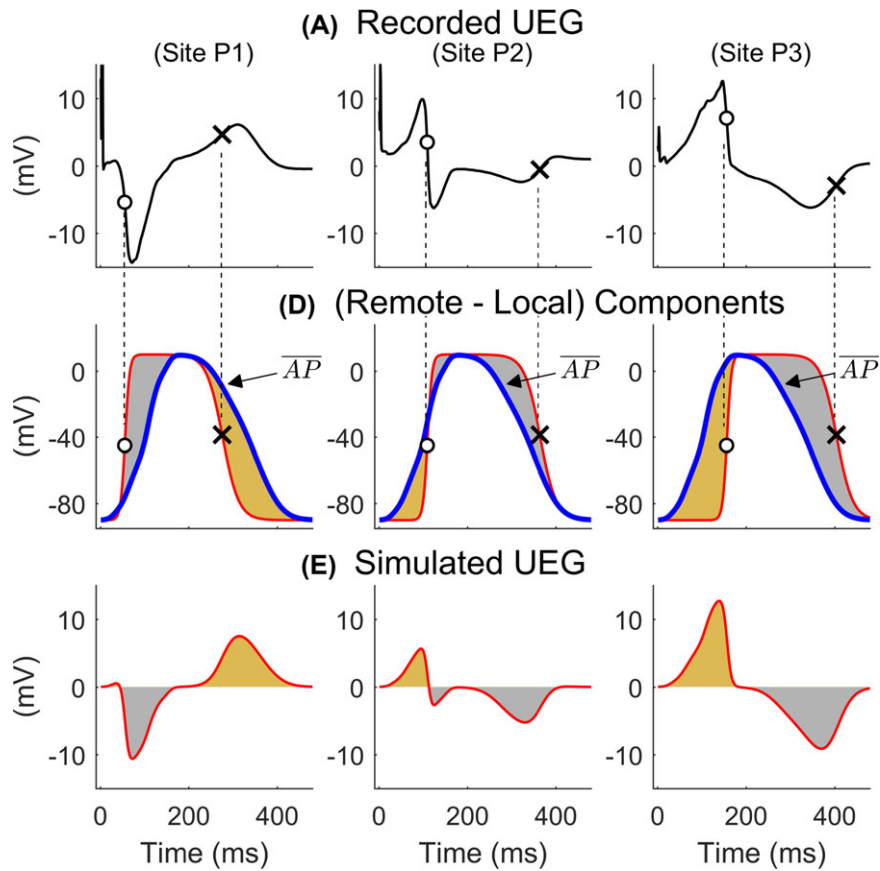 (A) Recorded UEG
(Site P1) (Site P2) (Site P3)
10
0
-10
(mV)
10
0
-10
10
0
-10
(D) (Remote - Local) Components
0
-40
-80
(mV)
AP
0
-40
-80
AP
0
-40
-80
AP
(E) Simulated UEG
10
0
-10
(mV)
10
0
-10
10
0
-10
0 200 400
0 200 400
0 200 400
Time (ms) Time (ms) Time (ms)